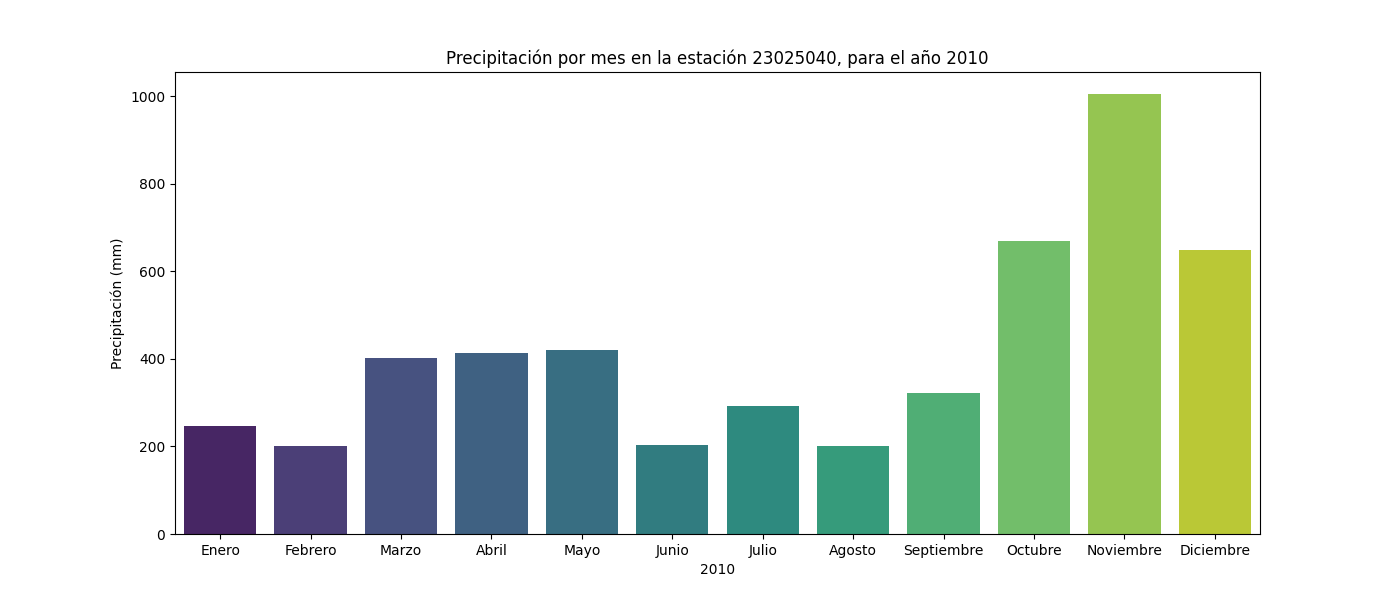 Precipitación por mes en la estación 23025040, para el año 2010
Precipitación (mm)
1000
800
600
400
200
0
Enero Febrero Marzo Abril Mayo Junio Julio Agosto Septiembre Octubre Noviembre Diciembre
2010